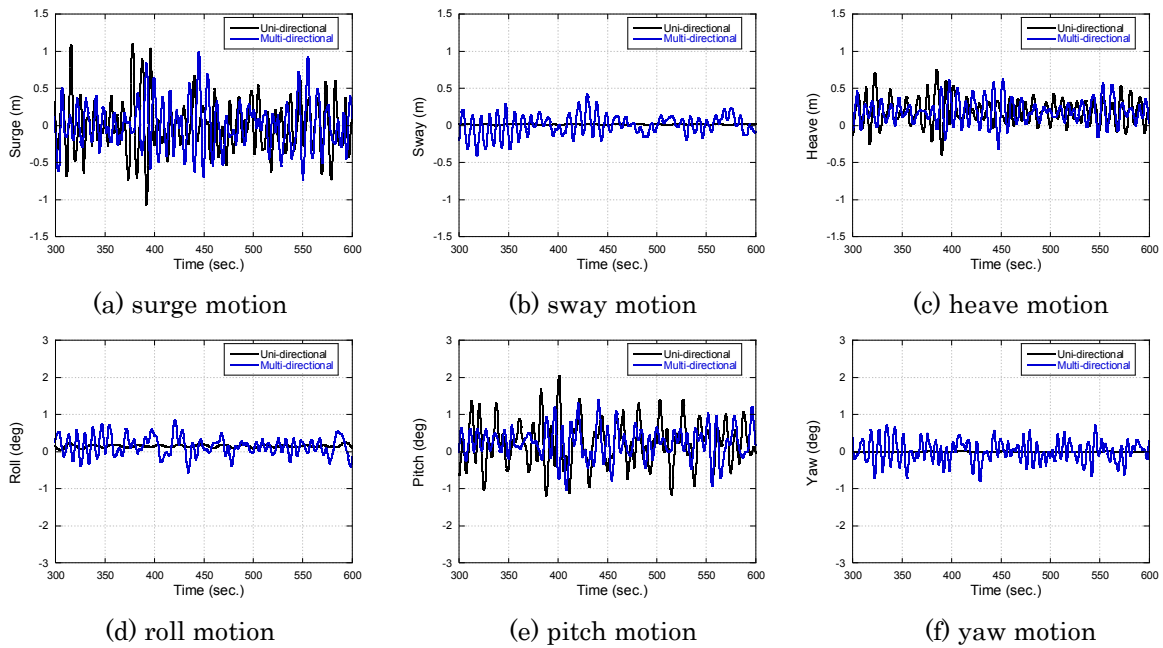 Uni-directional
Multi-directional
Surge (m)
1.5
1
0.5
0
-0.5
-1
-1.5
300 350 400 450 500 550 600
Time (sec.)
(a) surge motion
Uni-directional
Multi-directional
Sway (m)
1.5
1
0.5
0
-0.5
-1
-1.5
300 350 400 450 500 550 600
Time (sec.)
(b) sway motion
Uni-directional
Multi-directional
Heave (m)
1.5
1
0.5
0
-0.5
-1
-1.5
300 350 400 450 500 550 600
Time (sec.)
(c) heave motion
Uni-directional
Multi-directional
Roll (deg)
3
2
1
0
-1
-2
-3
300 350 400 450 500 550 600
Time (sec.)
(d) roll motion
Uni-directional
Multi-directional
Pitch (deg)
3
2
1
0
-1
-2
-3
300 350 400 450 500 550 600
Time (sec.)
(e) pitch motion
Uni-directional
Multi-directional
Yaw (deg)
3
2
1
0
-1
-2
-3
300 350 400 450 500 550 600
Time (sec.)
(f) yaw motion